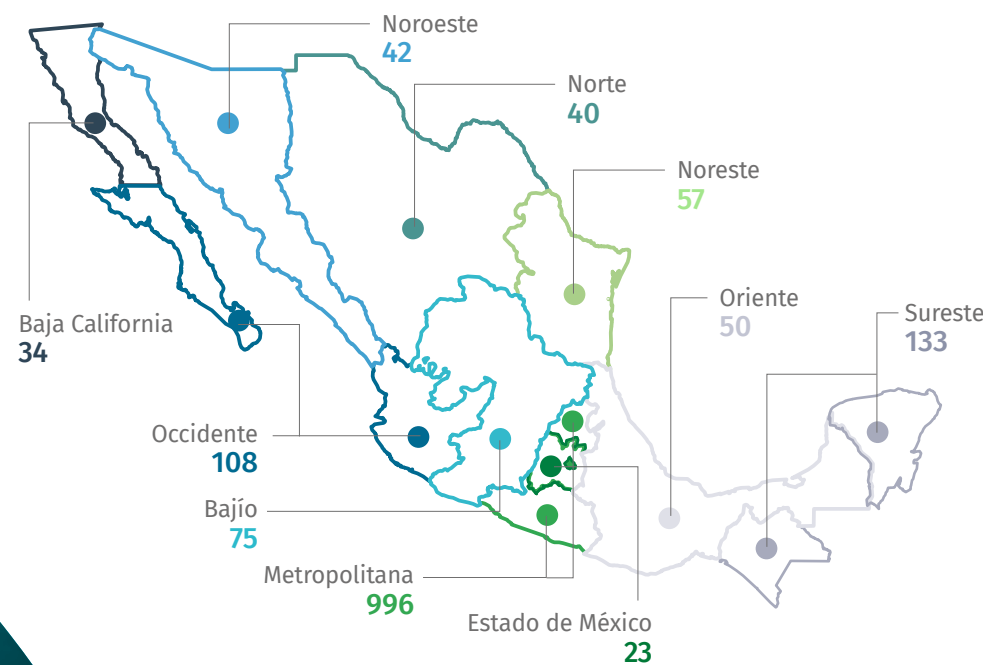 Noroeste
42
Norte
40
Noreste
57
Oriente
50
Sureste
133
Baja California
34
Occidente
108
Bajío
75
Metropolitana
996
Estado de México
23